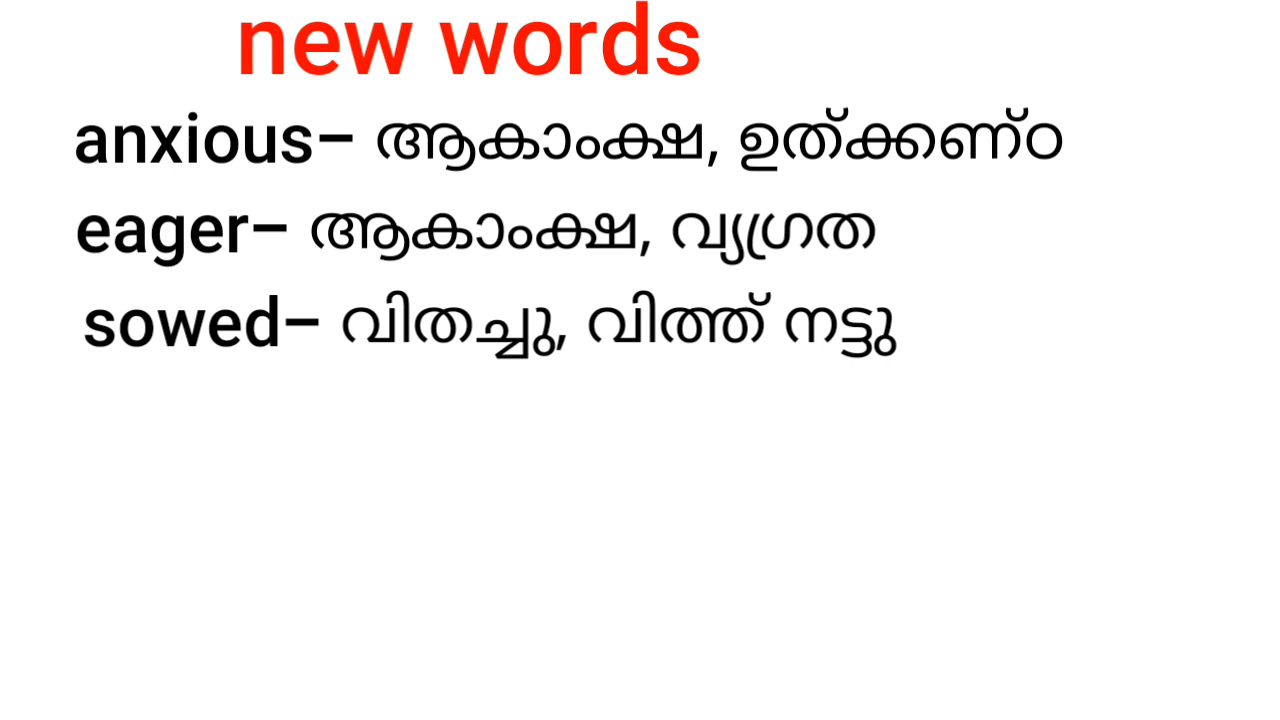 new words
anxious– ആകാംക്ഷ, ഉത്ക്കണ്ഠ
eager– ആകാംക്ഷ, വ്യഗ്രത
sowed– വിതച്ചു, വിത്ത് നട്ടു